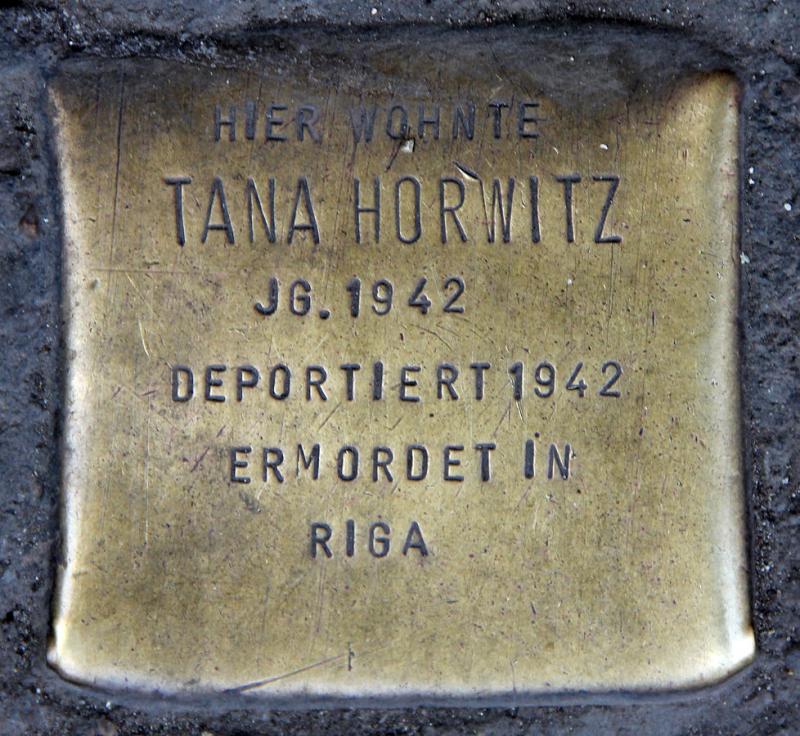 HIER WOHNTE
TANA HORWITZ
JG. 1942
DEPORTIERT 1942
ERMORDET IN
RIGA